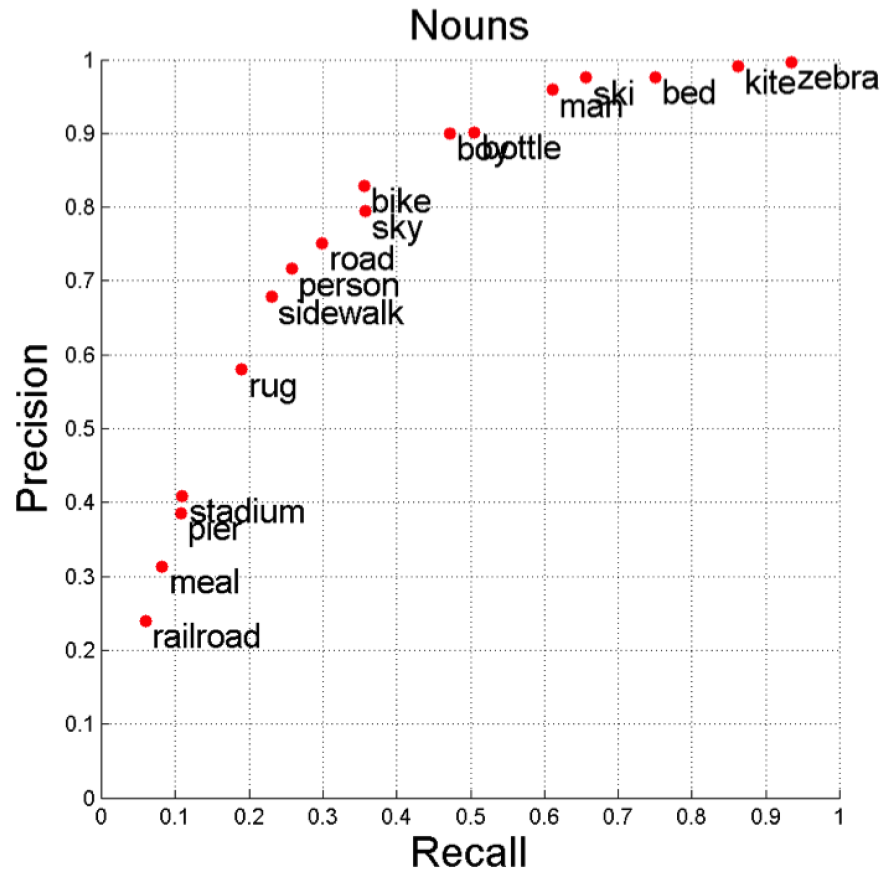 Nouns
1
zebra
kite
bed
ski
man
0.9
bottle
boy
0.8
bike
sky
road
0.7
person
sidewalk
0.6
rug
0.5
Precision
0.4
stadium
pier
0.3
meal
0.2
railroad
0.1
0
0 0.1 0.2 0.3 0.4 0.5 0.6 0.7 0.8 0.9 1
Recall